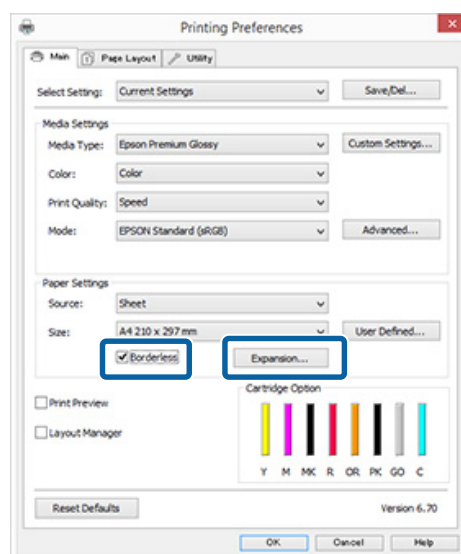 Printing Preferences
Main Page Layout Utility
Select Setting: Current Settings Save/Del...
Media Settings
Media Type: Epson Premium Glossy Custom Settings...
Color: Color
Print Quality: Speed
Mode: EPSON Standard (sRGB) Advanced...
Paper Settings
Source: Sheet
Size: A4 210 x 297 mm User Defined...
Borderless Expansion...
Print Preview
Cartridge Option
Layout Manager
Y M MK R OR PK GO C
Reset Defaults Version 6.70
OK Cancel Help